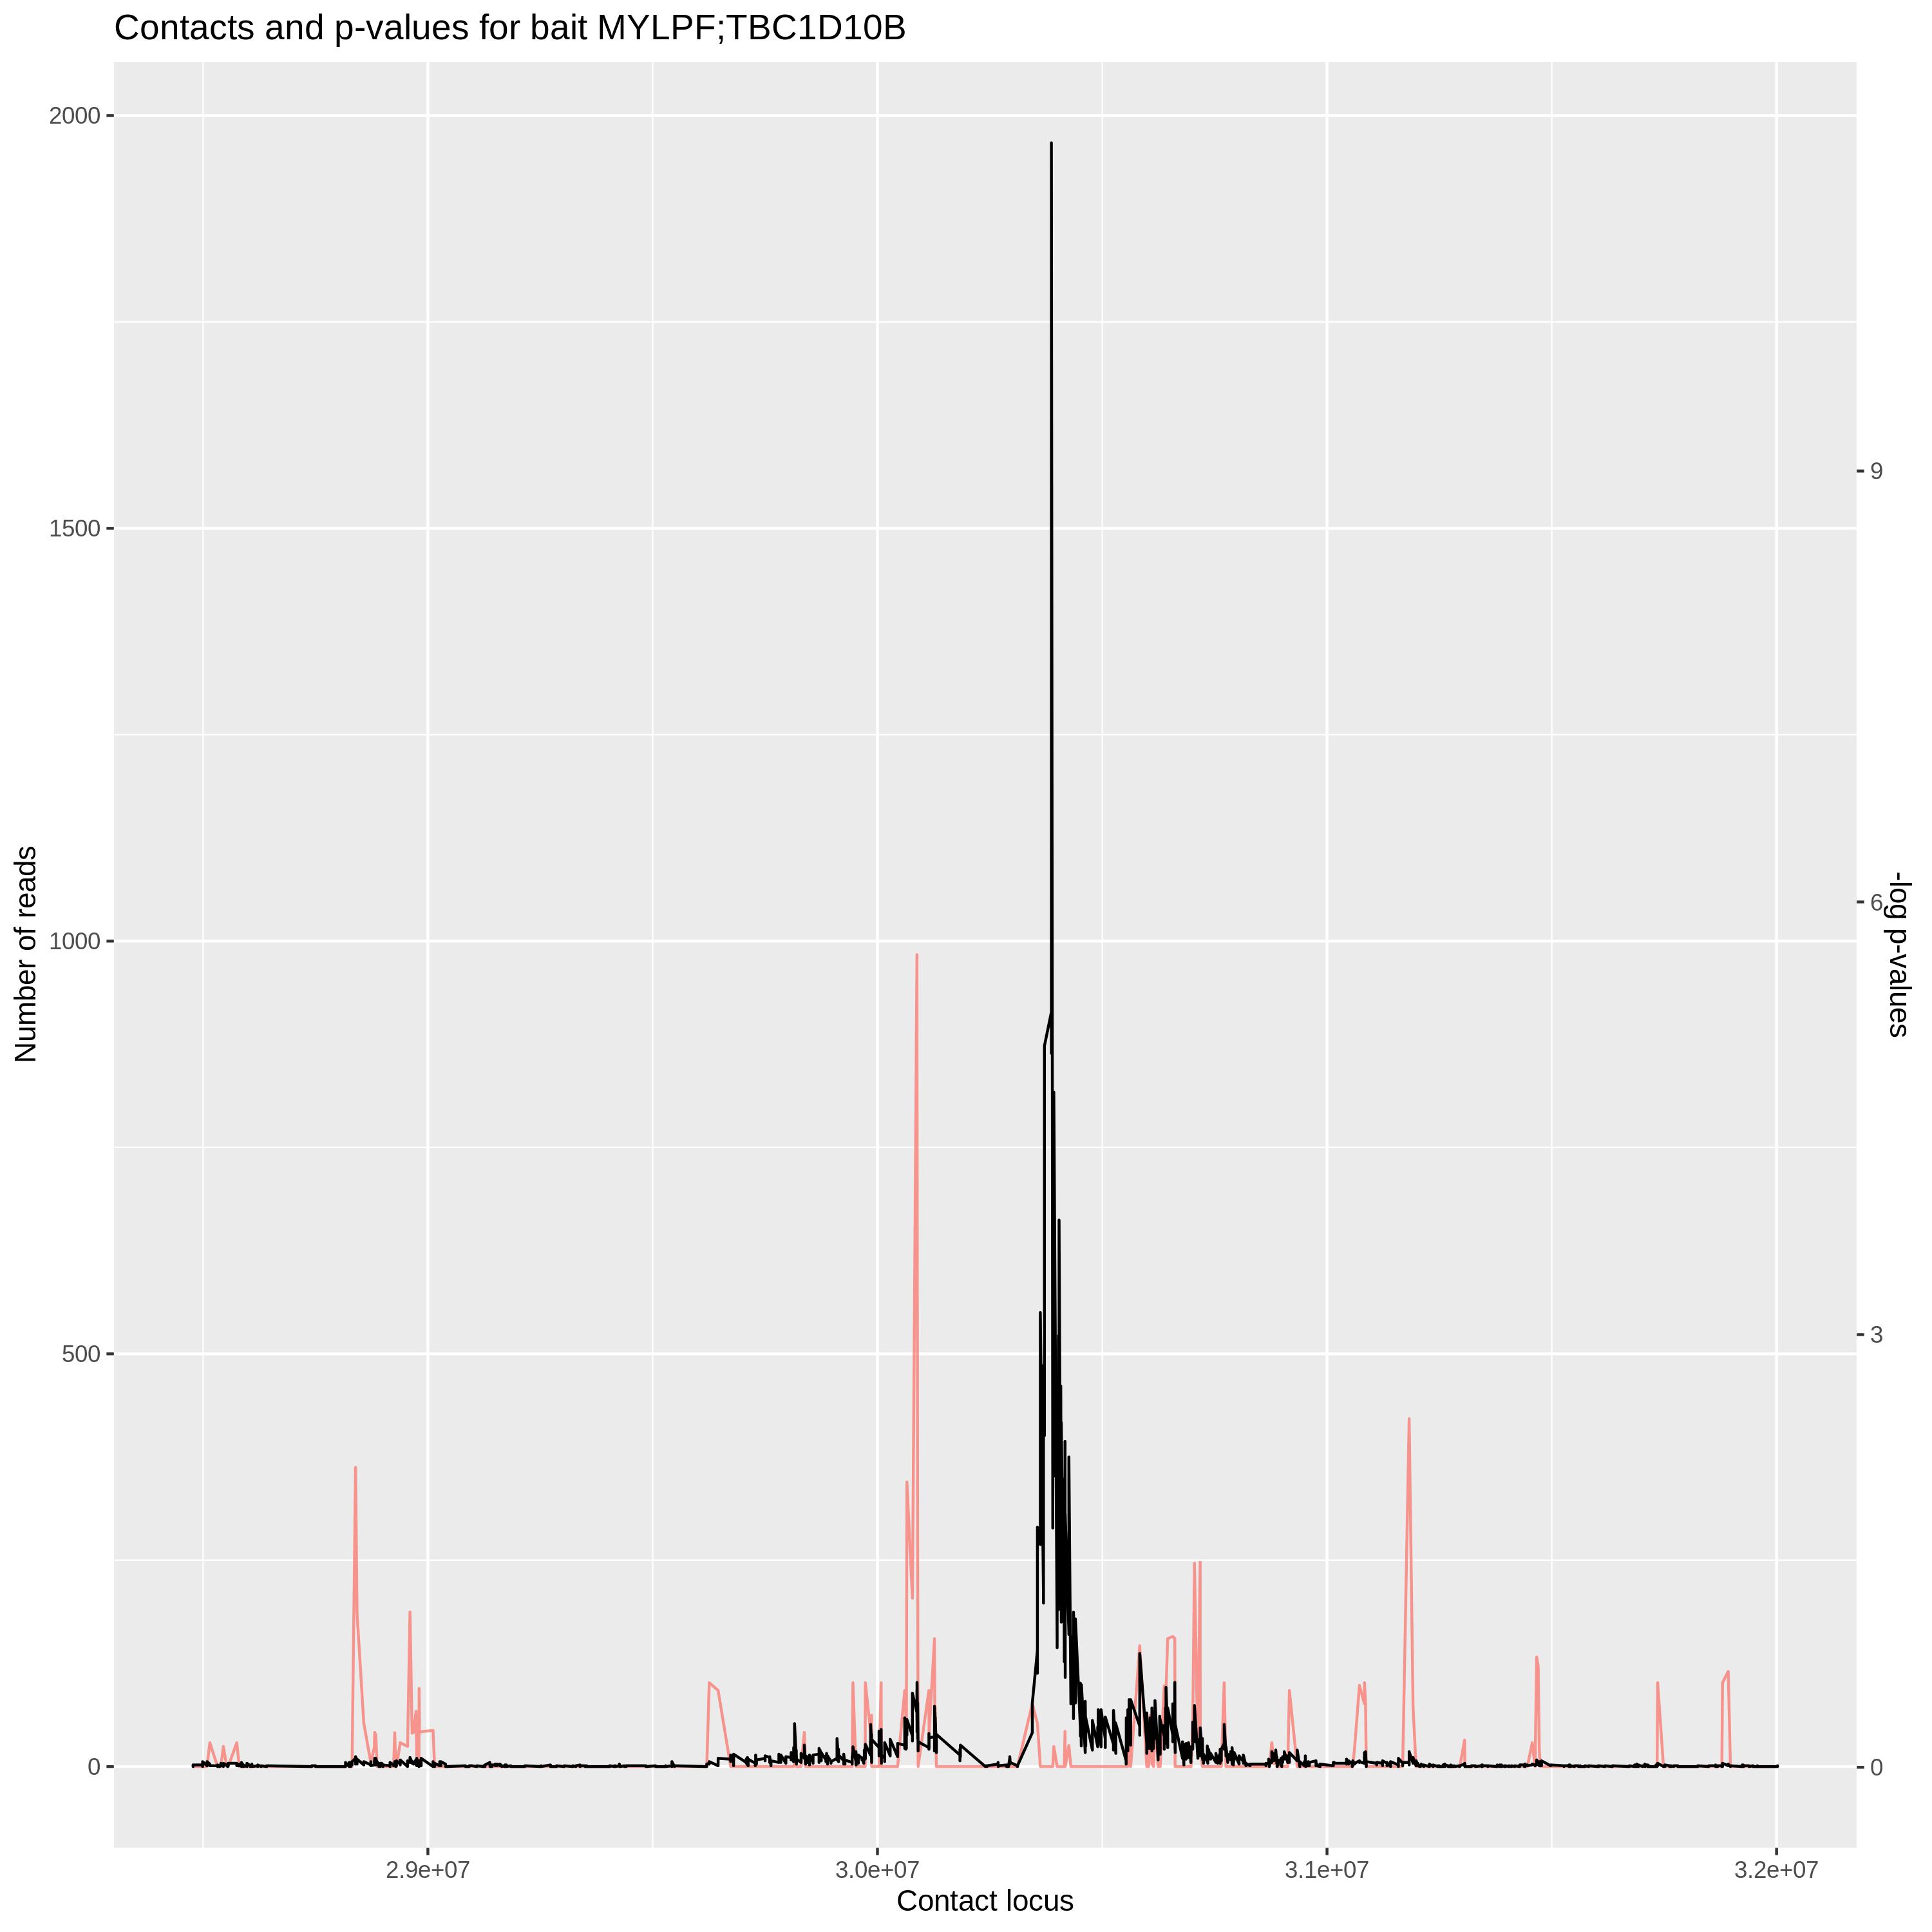 Contacts and p-values for bait MYLPF;TBC1D10B
2000
1500
1000
500
0
Number of reads
9
6
3
0
-log p-values
2.9e+07
3.0e+07
3.1e+07
3.2e+07
Contact locus